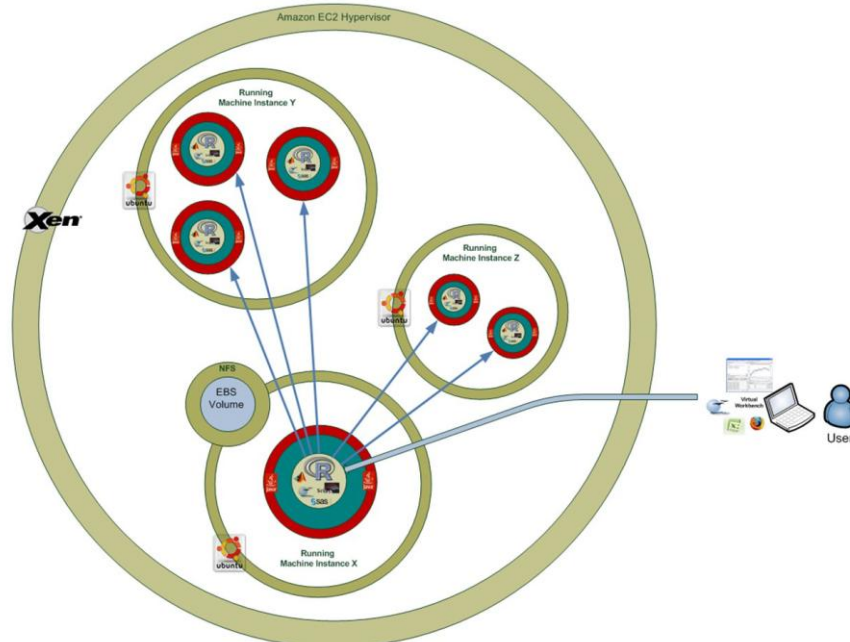 Amazon EC2 Hypervisor
Running
Machine Instance Y
R
ubuntu
Xen
R
R
Running
Machine Instance Z
ubuntu
R
R
NFS
EBS
Volume
R
sas
Running
Machine Instance X
ubuntu
Virtual
Workbench
User